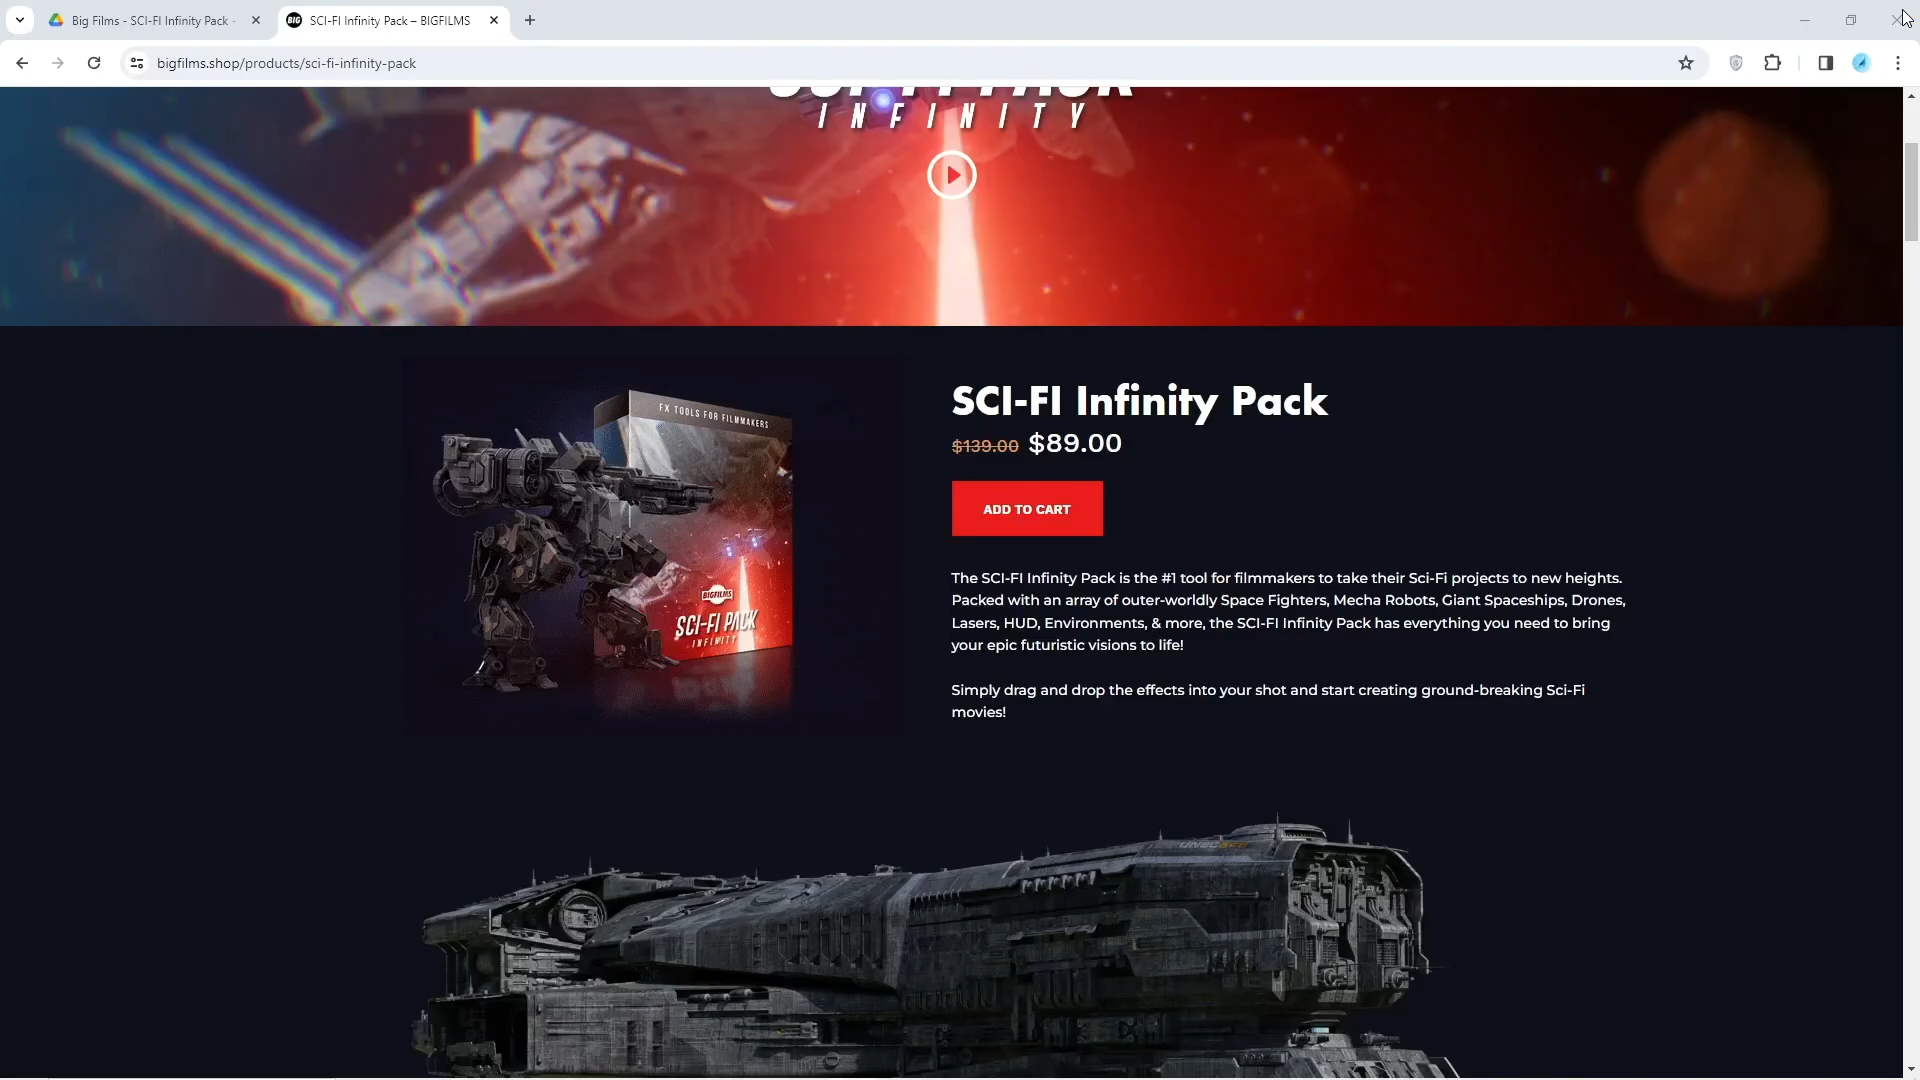 Big Films - SCI-FI Infinity Pack -
SCI-FI Infinity Pack – BIGFILMS
bigfilms.shop/products/sci-fi-infinity-pack
INFINITY
FX TOOLS FOR FILMMAKERS
BIGFILMS
SCI-FI PACK
INFINITY
SCI-FI Infinity Pack
$139.00 $89.00
ADD TO CART
The SCI-FI Infinity Pack is the #1 tool for filmmakers to take their Sci-Fi projects to new heights.
Packed with an array of outer-worldly Space Fighters, Mecha Robots, Giant Spaceships, Drones,
Lasers, HUD, Environments, & more, the SCI-FI Infinity Pack has everything you need to bring
your epic futuristic visions to life!
Simply drag and drop the effects into your shot and start creating ground-breaking Sci-Fi
movies!